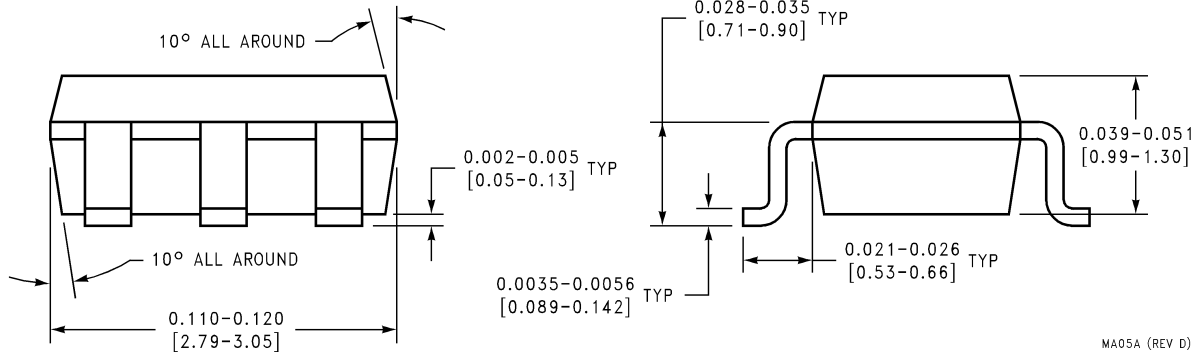 0.028-0.035 TYP
[0.71-0.90]
10° ALL AROUND
0.039-0.051
[0.99-1.30]
0.002-0.005 TYP
[0.05-0.13]
10° ALL AROUND
0.021-0.026 TYP
[0.53-0.66]
0.0035-0.0056 TYP
[0.089-0.142]
0.110-0.120
[2.79-3.05]
MA05A (REV D)